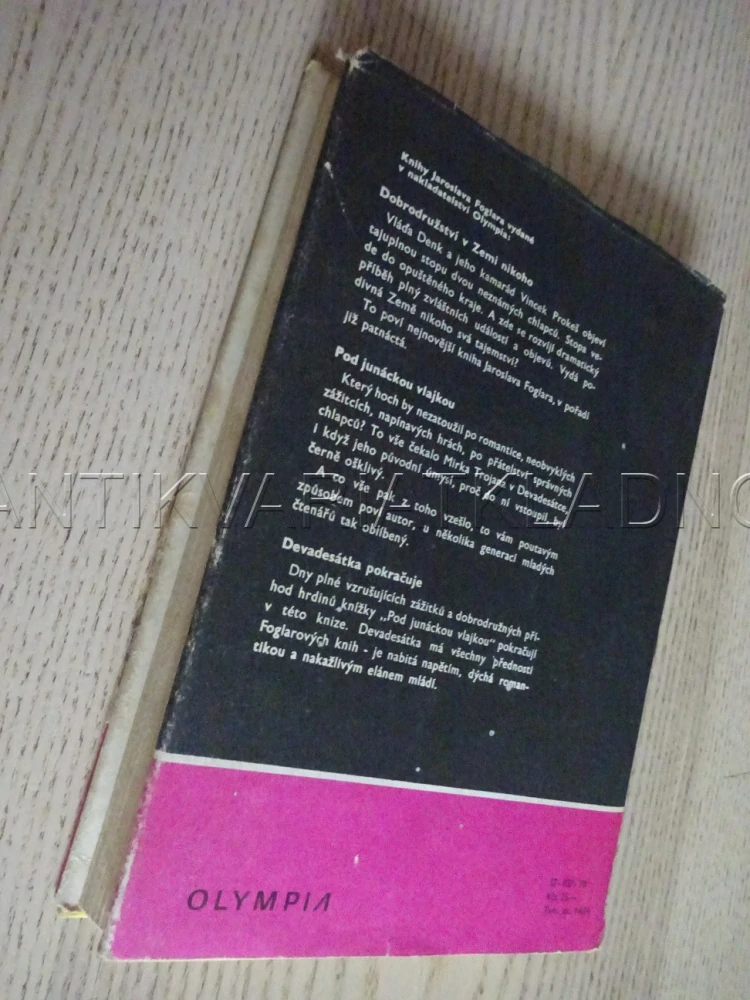 Knihy Jaroslava Foglara vydané
v nakladatelství Olympia:
Dobrodružství v Zemi nikoho
Vláďa Denk a jeho kamarád Vincek Prokeš objeví
tajuplnou stopu dvou neznámých chlapců. Stopa ve-
de do opuštěného kraje. A zde se rozvíjí dramatický
příběh plný zvláštních událostí a objevů. Vydá po-
divná Země nikoho svá tajemství?
To poví nejnovější kniha Jaroslava Foglara, v pořadí
již patnáctá.
Pod junáckou vlajkou
Který hoch by nezatoužil po romantice, neobvyklých
zážitcích, napínavých hrách, po přátelství správných
chlapců? To vše čekalo Mirka Trojana v Devadesátce,
i když jeho původní úmysl, proč do ní vstoupil, byl
černě ošklivý.
A co vše pak z toho vzešlo, to vám poutavým
způsobem poví autor, u několika generací mladých
čtenářů tak oblíbený.
Devadesátka pokračuje
Dny plné vzrušujících zážitků a dobrodružných pří-
hod hrdinů knížky „Pod junáckou vlajkou" pokračují
v této knize. Devadesátka má všechny přednosti
Foglarových knih - je nabitá napětím, dýchá roman-
tikou a nakažlivým elánem mládí.
ANTIKVARIATKLADNO
OLYMPIA